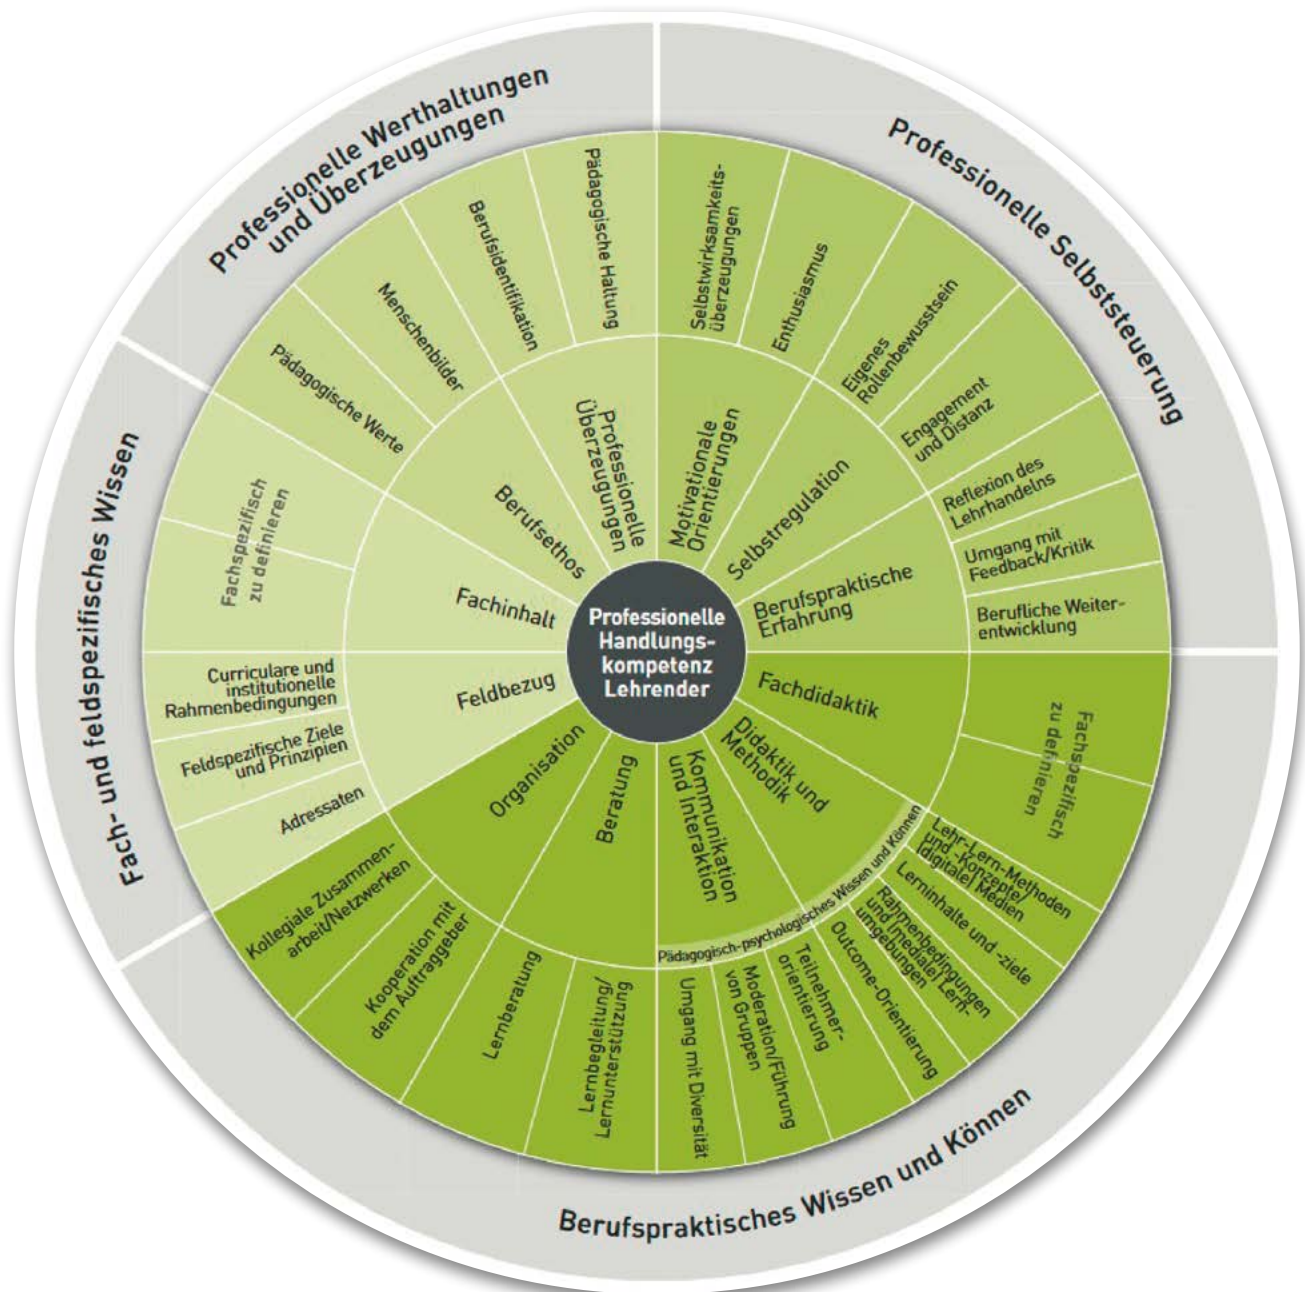 Professionelle
Handlungs-
kompetenz
Lehrender
Professionelle Werthaltungen
und Überzeugungen
Berufsethos
Pädagogische Werte
Menschenbilder
Professionelle
Überzeugungen
Berufsidentifikation
Pädagogische Haltung
Professionelle Selbststeuerung
Motivationale
Orientierungen
Selbstwirksamkeits-
überzeugungen
Enthusiasmus
Selbstregulation
Eigenes
Rollenbewusstsein
Engagement
und Distanz
Berufspraktische
Erfahrung
Reflexion des
Lehrhandelns
Umgang mit
Feedback/Kritik
Berufliche Weiter-
entwicklung
Berufspraktisches Wissen und Können
Fachdidaktik
Fachspezifisch
zu definieren
Pädagogisch-psychologisches Wissen und Können
Didaktik und
Methodik
Lehr-Lern-Methoden
und -Konzepte/
(digitale) Medien
Lerninhalte und -ziele
Rahmenbedingungen
und (mediale) Lern-
umgebungen
Outcome-Orientierung
Kommunikation
und Interaktion
Teilnehmer-
orientierung
Moderation/Führung
von Gruppen
Umgang mit Diversität
Beratung
Lernbegleitung/
Lernunterstützung
Lernberatung
Organisation
Kooperation mit
dem Auftraggeber
Kollegiale Zusammen-
arbeit/Netzwerken
Fach- und feldspezifisches Wissen
Feldbezug
Adressaten
Feldspezifische Ziele
und Prinzipien
Curriculare und
institutionelle
Rahmenbedingungen
Fachinhalt
Fachspezifisch
zu definieren